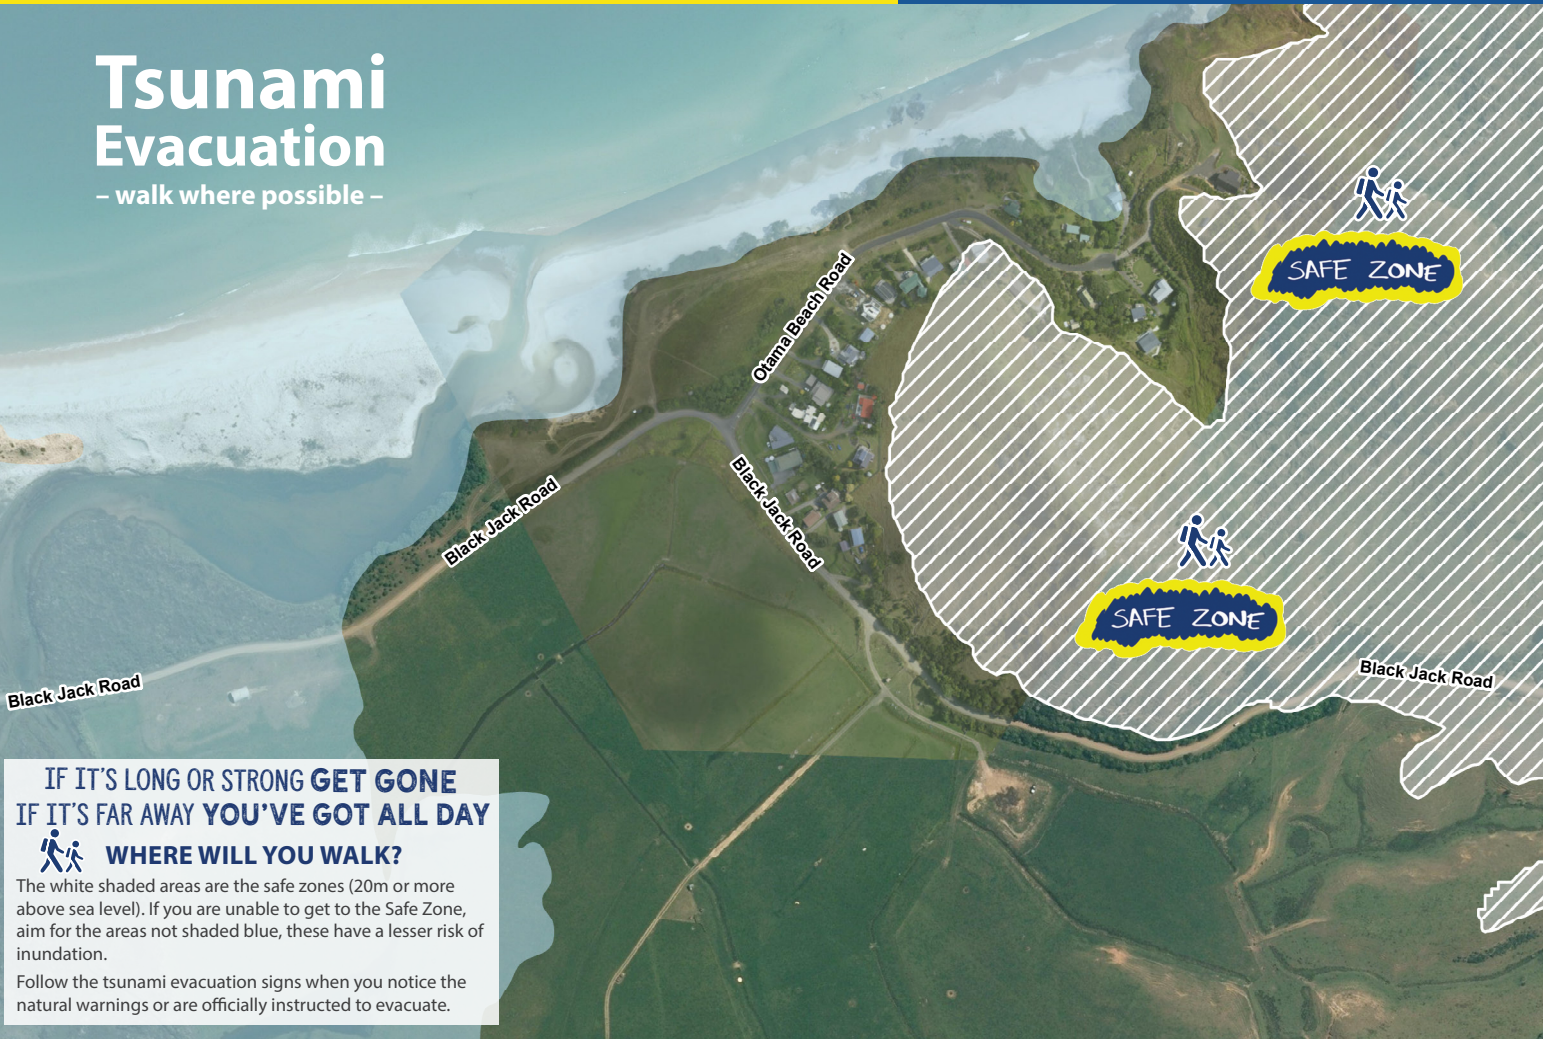 Tsunami
Evacuation
– walk where possible –
SAFE ZONE
Otama Beach Road
Black Jack Road
Black Jack Road
SAFE ZONE
Black Jack Road
Black Jack Road
IF IT'S LONG OR STRONG GET GONE
IF IT'S FAR AWAY YOU'VE GOT ALL DAY
WHERE WILL YOU WALK?
The white shaded areas are the safe zones (20m or more
above sea level). If you are unable to get to the Safe Zone,
aim for the areas not shaded blue, these have a lesser risk of
inundation.
Follow the tsunami evacuation signs when you notice the
natural warnings or are officially instructed to evacuate.